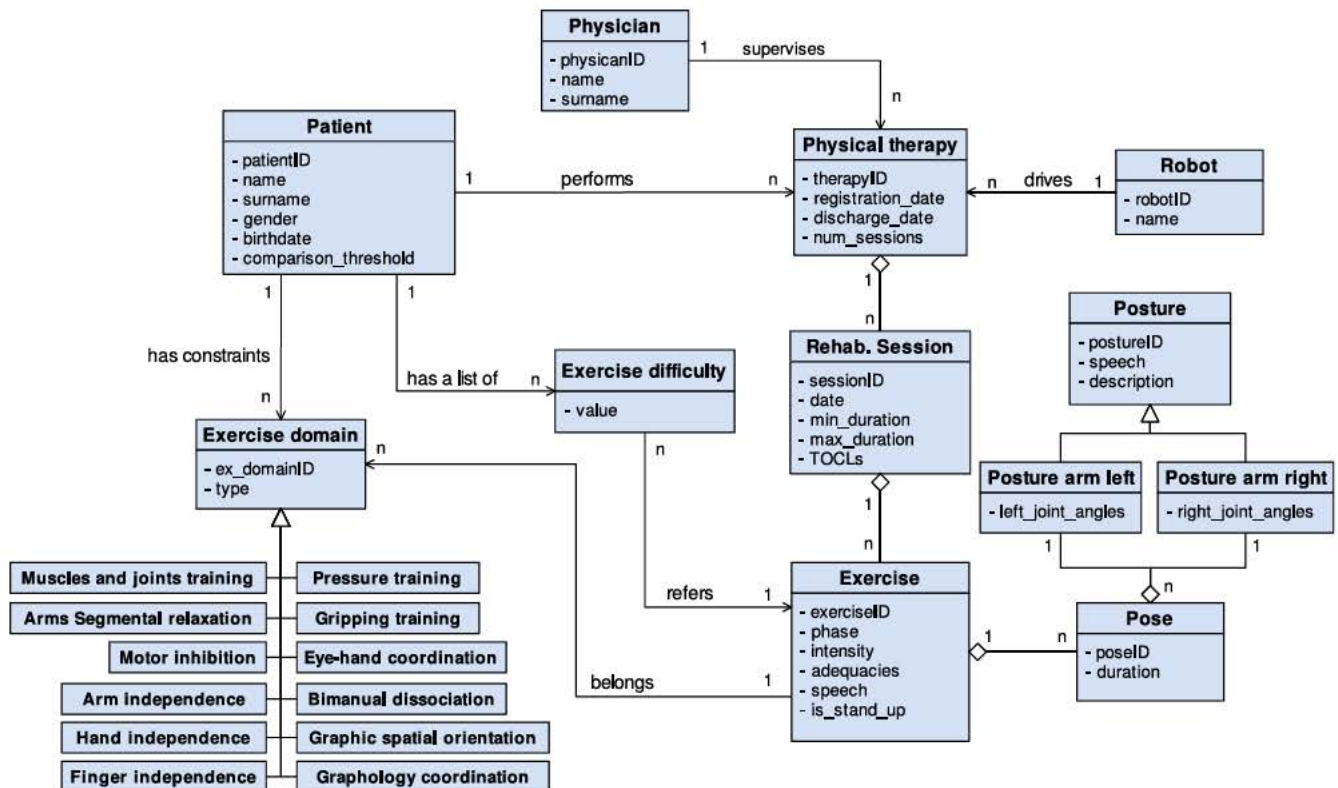 Physician
- physicanID
- name
- surname
1 supervises
n
Patient
- patientID
- name
- surname
- gender
- birthdate
- comparison_threshold
1 performs n
Physical therapy
- therapyID
- registration_date
- discharge_date
- num_sessions
n drives 1
Robot
- robotID
- name
1
has constraints
n
1
has a list of n
Exercise difficulty
- value
n
refers 1
1
n
Rehab. Session
- sessionID
- date
- min_duration
- max_duration
- TOCLs
1
n
Posture
- postureID
- speech
- description
Posture arm left
- left_joint_angles
Posture arm right
- right_joint_angles
1 1
n
Exercise domain
- ex_domainID
- type
n
belongs 1
Muscles and joints training
Pressure training
Arms Segmental relaxation
Gripping training
Motor inhibition
Eye-hand coordination
Arm independence
Bimanual dissociation
Hand independence
Graphic spatial orientation
Finger independence
Graphology coordination
Exercise
- exerciseID
- phase
- intensity
- adequacies
- speech
- is_stand_up
1 n
Pose
- poseID
- duration